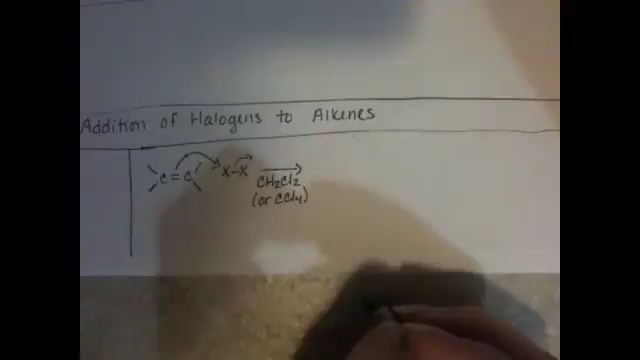 Addition of Halogens to Alkenes
C=C X-X
CH₂Cl₂
(or CCl₄)